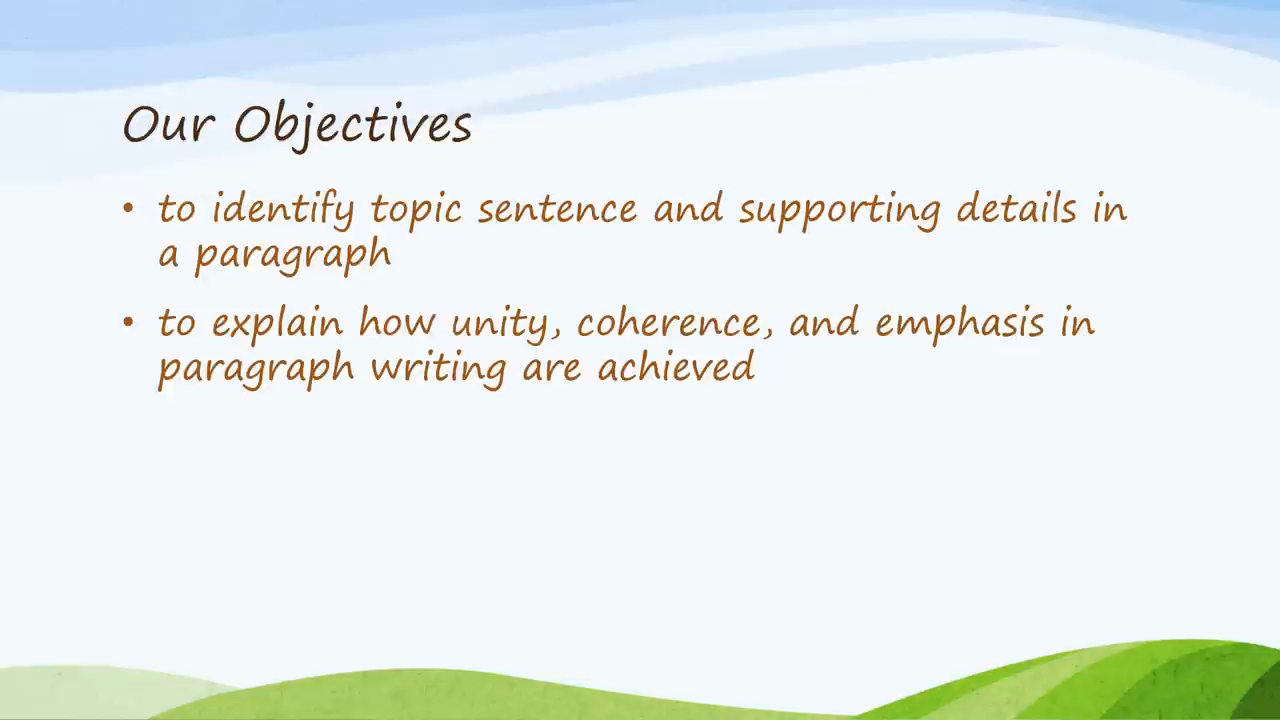 Our Objectives
• to identify topic sentence and supporting details in
a paragraph
• to explain how unity, coherence, and emphasis in
paragraph writing are achieved